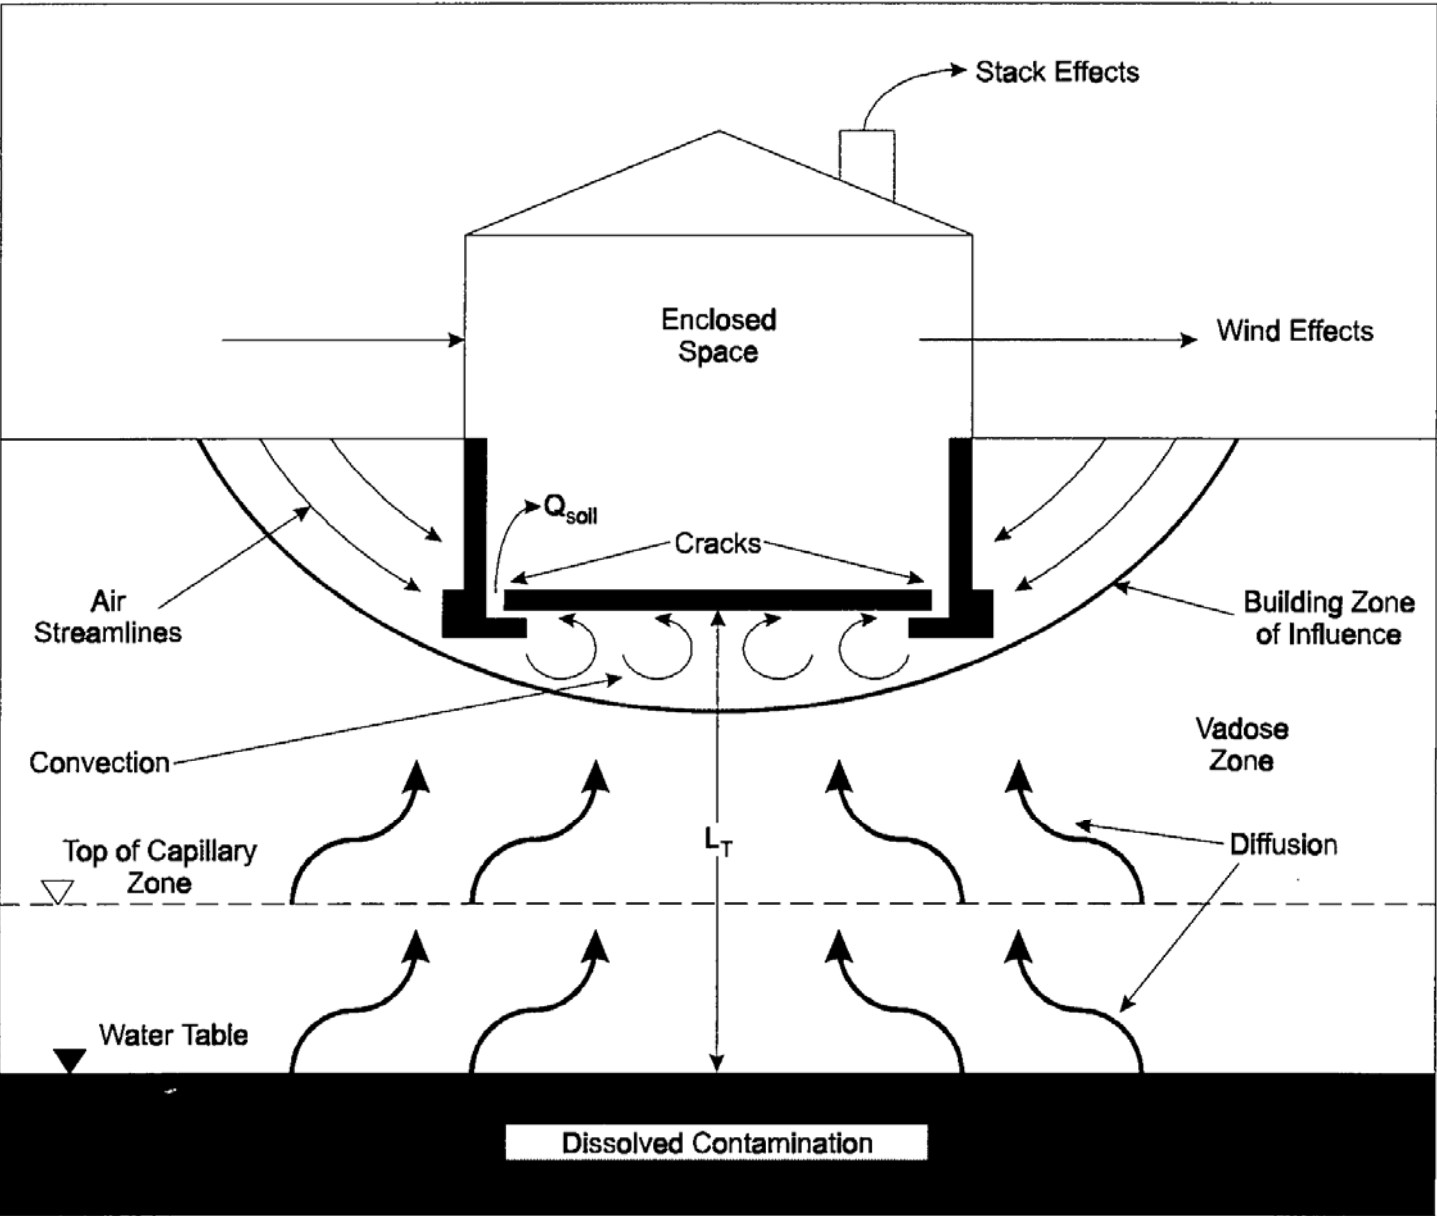 Stack Effects
Enclosed
Space
Wind Effects
Qsoil
Cracks
Air
Streamlines
Building Zone
of Influence
Convection
Vadose
Zone
LT
Top of Capillary
Zone
Diffusion
Water Table
Dissolved Contamination